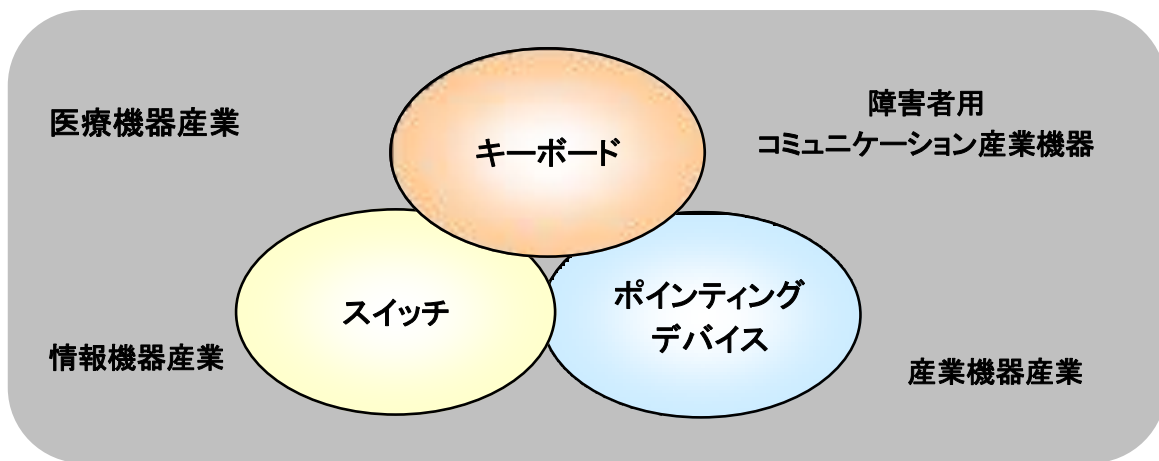 医療機器産業
障害者用
コミュニケーション産業機器
キーボード
スイッチ
ポインティング
デバイス
情報機器産業
産業機器産業